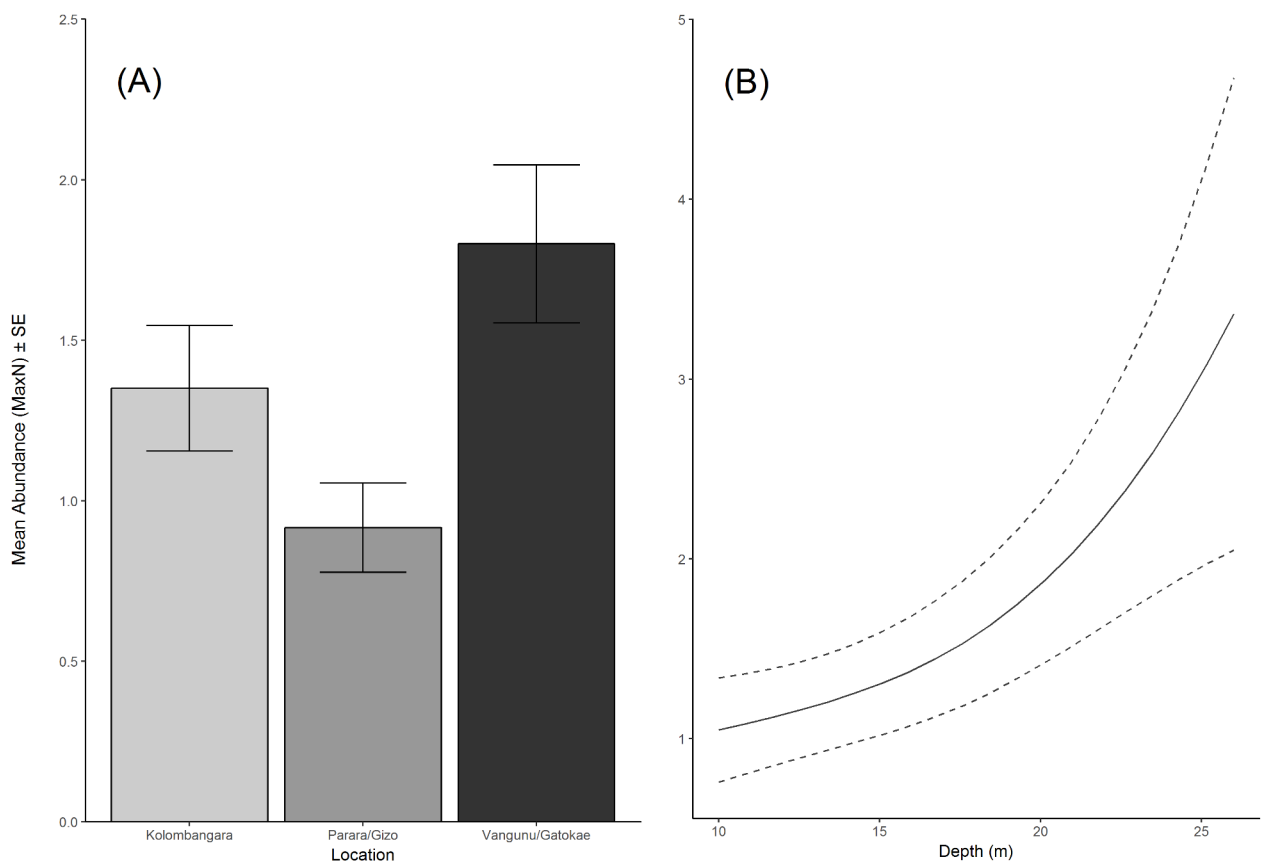 (A)
Mean Abundance (MaxN) ± SE
2.5
2.0
1.5
1.0
0.5
0.0
Kolombangara Parara/Gizo Vangunu/Gatokae
Location
(B)
5
4
3
2
1
10 15 20 25
Depth (m)